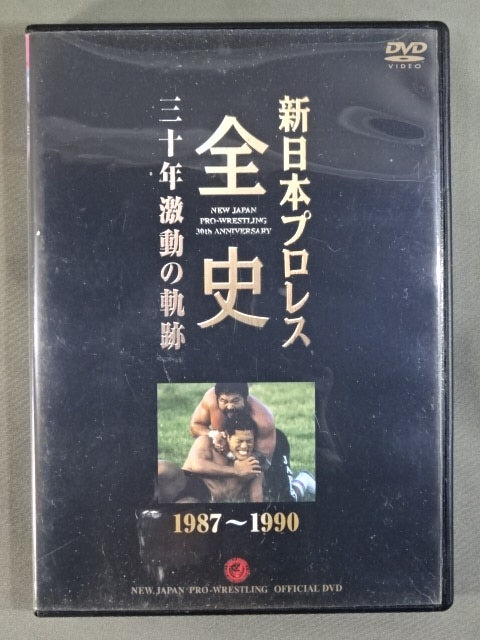 DVD
VIDEO
新日本プロレス
全史
NEW JAPAN
PRO-WRESTLING
30th ANNIVERSARY
三十年激動の軌跡
1987～1990
NEW JAPAN PRO-WRESTLING OFFICIAL DVD